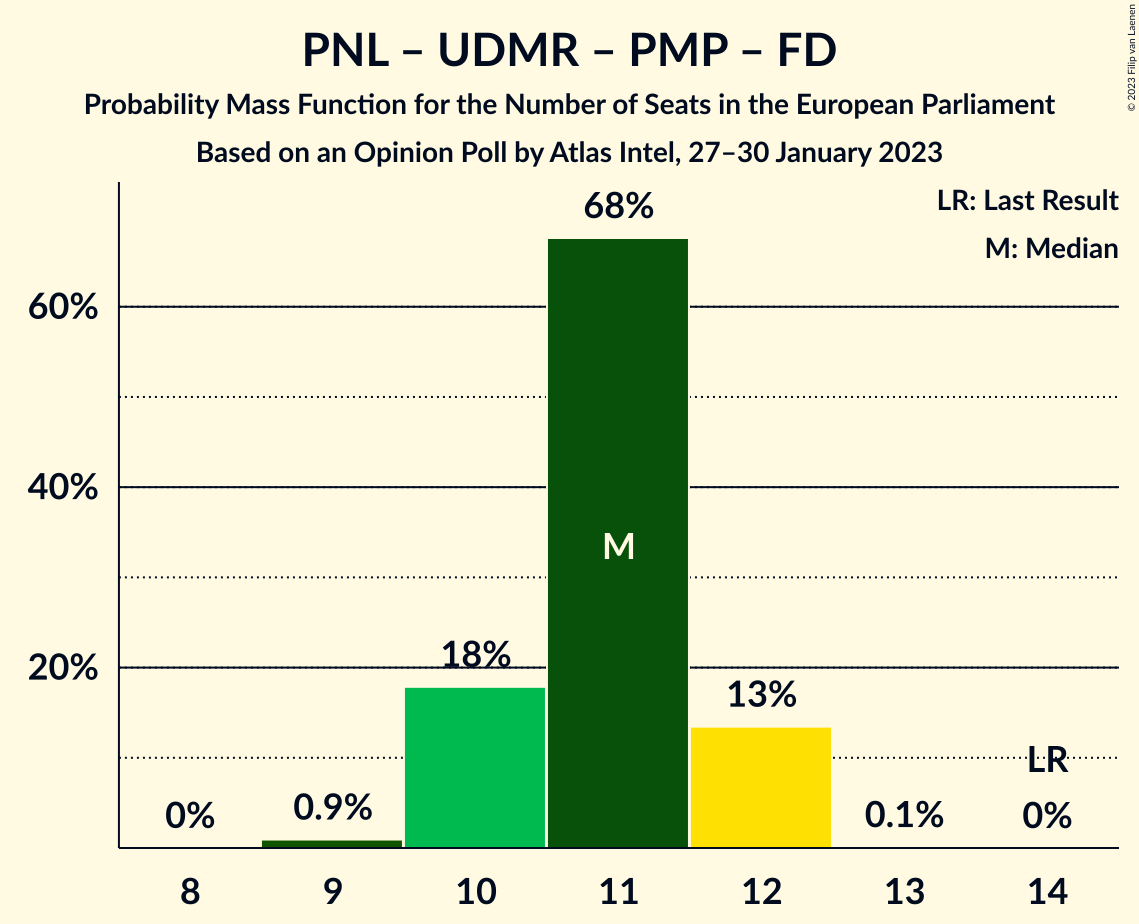 PNL – UDMR – PMP – FD
Probability Mass Function for the Number of Seats in the European Parliament
Based on an Opinion Poll by Atlas Intel, 27–30 January 2023
© 2023 Filip van Laenen
LR: Last Result
M: Median
68%
60%
40%
M
20%
18%
13%
LR
0%
0.9%
0.1%
0%
8 9 10 11 12 13 14